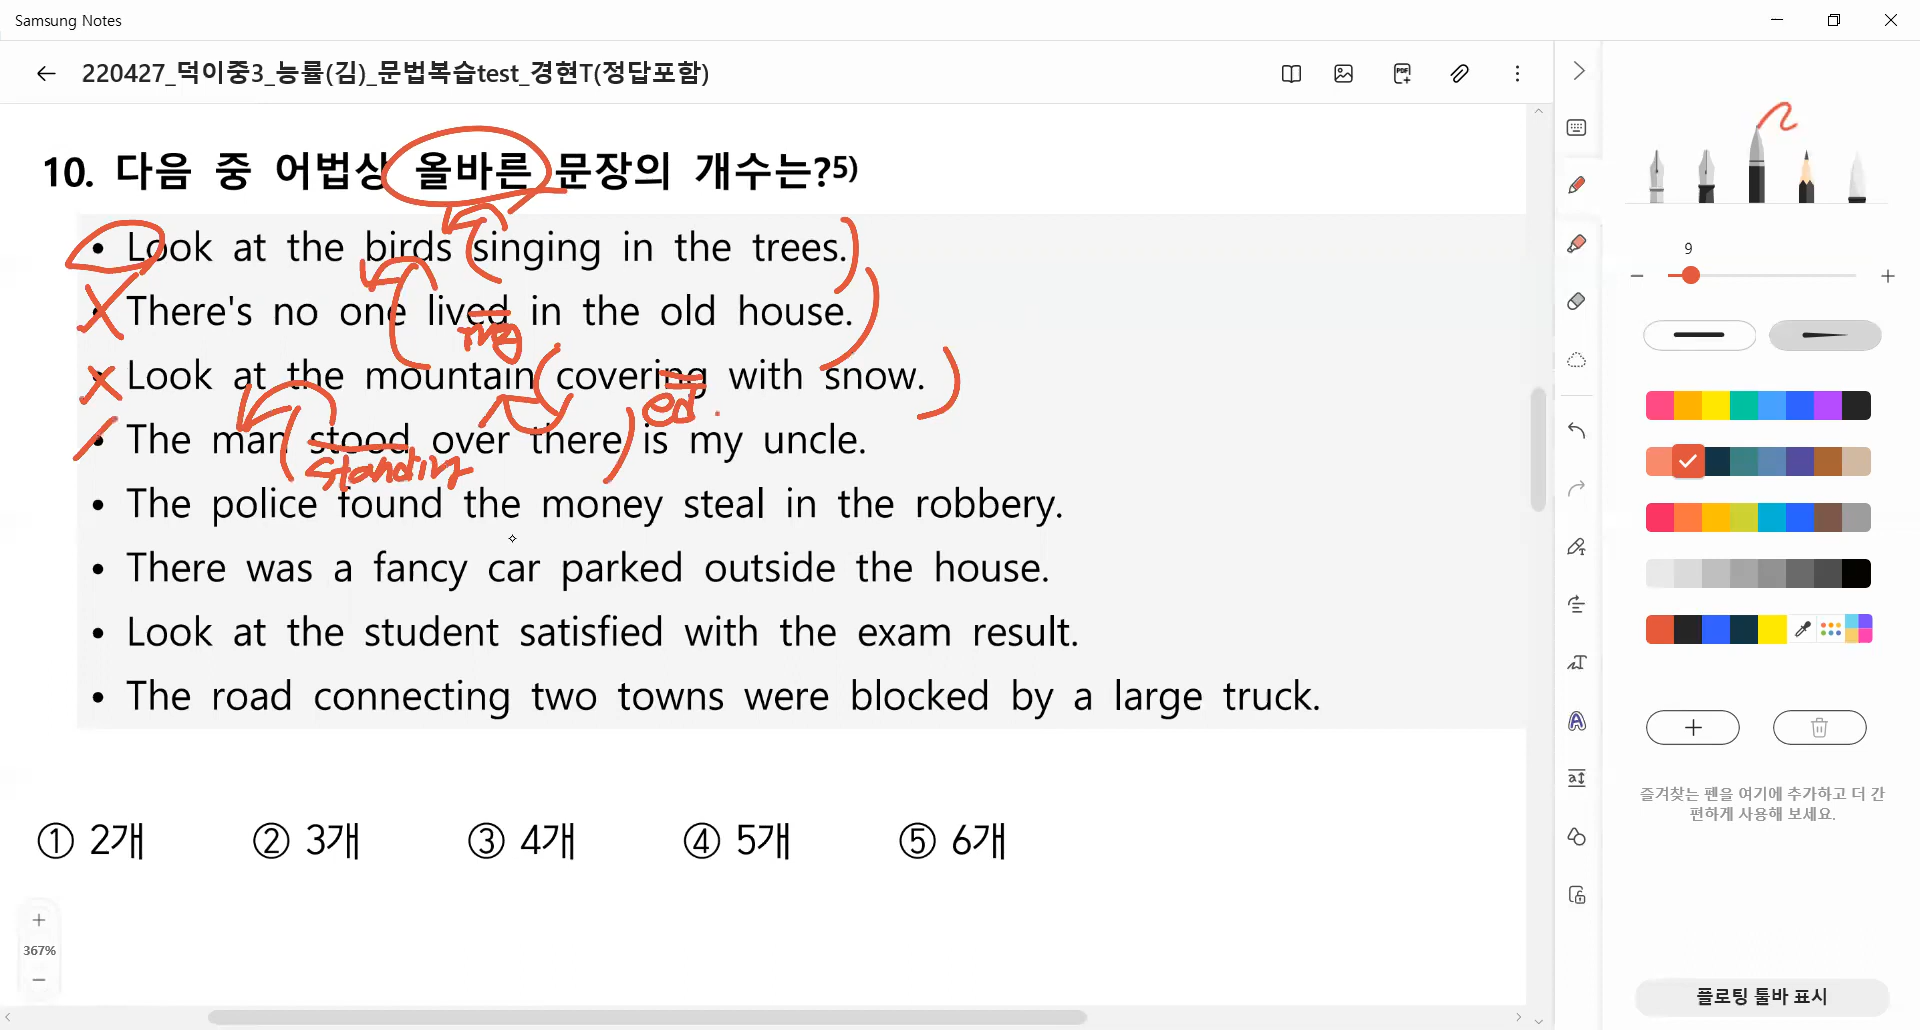 Samsung Notes
220427_덕이중3_능률(김)_문법복습test_경현T(정답포함)
10. 다음 중 어법상 올바른 문장의 개수는?5)
• Look at the birds singing in the trees.
There's no one lived in the old house.
ing
Look at the mountain covering with snow.
ed
The man stood over there is my uncle.
standing
• The police found the money steal in the robbery.
• There was a fancy car parked outside the house.
• Look at the student satisfied with the exam result.
• The road connecting two towns were blocked by a large truck.
① 2개 ② 3개 ③ 4개 ④ 5개 ⑤ 6개
367%
9
즐겨찾는 펜을 여기에 추가하고 더 간
편하게 사용해 보세요.
플로팅 툴바 표시